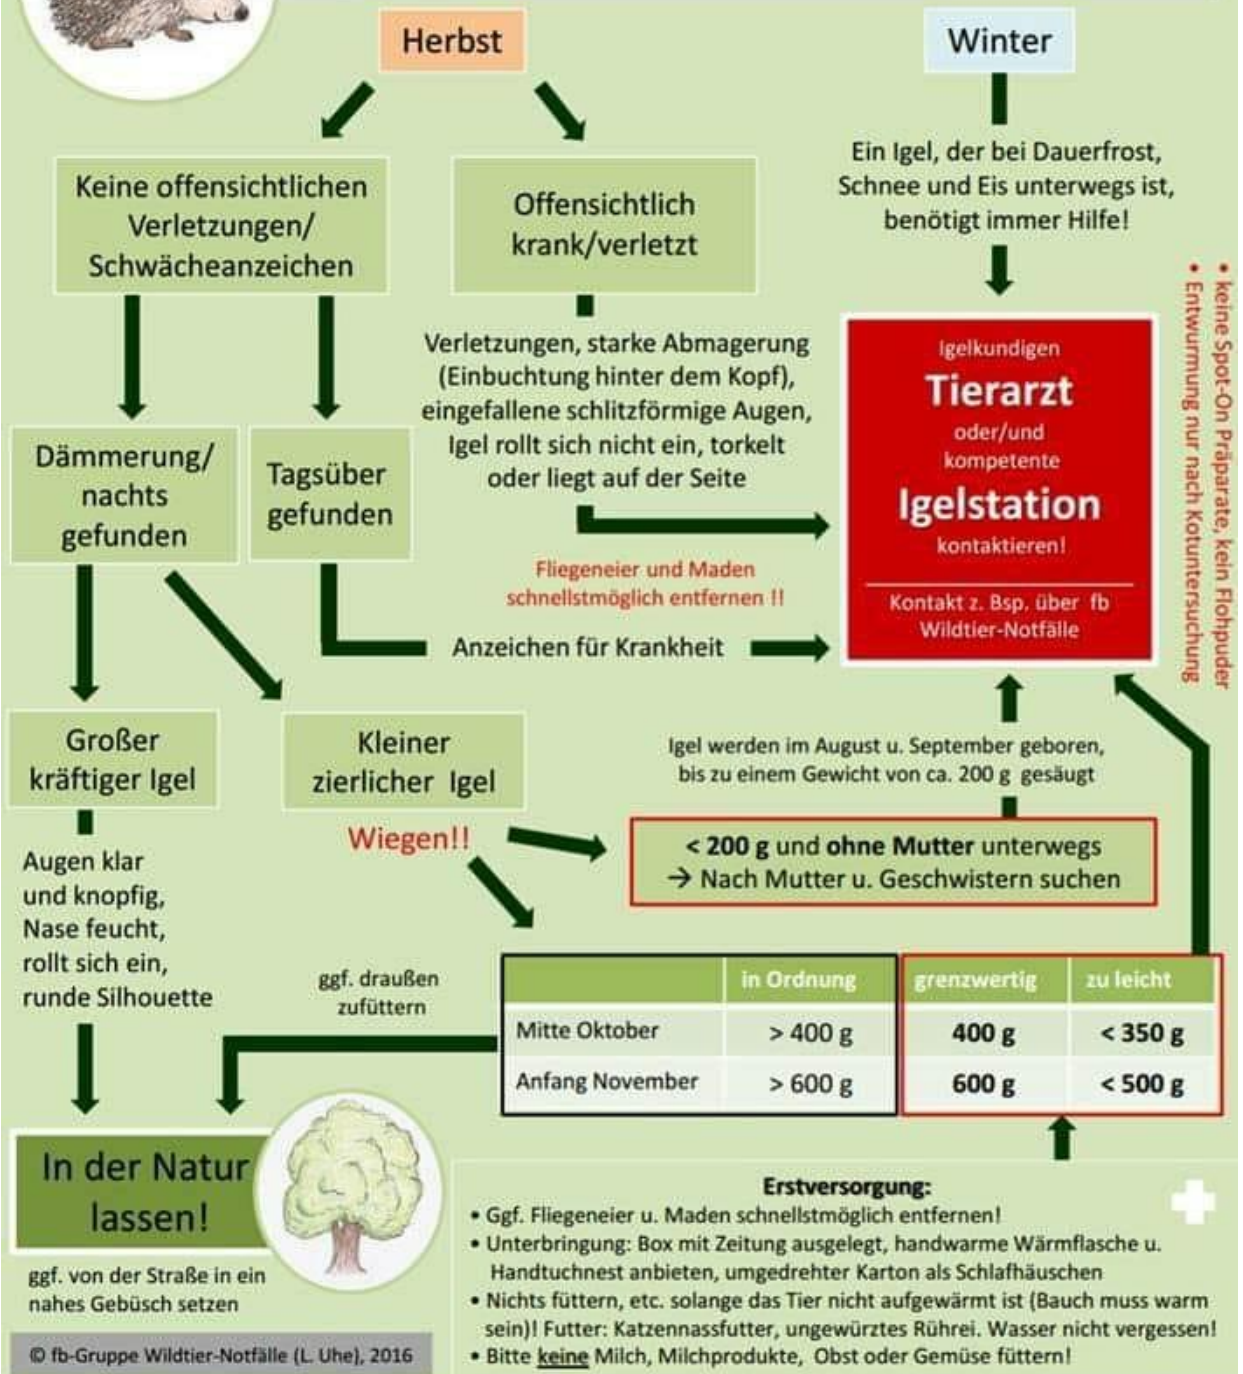 Herbst
Winter
Keine offensichtlichen
Verletzungen/
Schwächeanzeichen
Offensichtlich
krank/verletzt
Ein Igel, der bei Dauerfrost,
Schnee und Eis unterwegs ist,
benötigt immer Hilfe!
Verletzungen, starke Abmagerung
(Einbuchtung hinter dem Kopf),
eingefallene schlitzförmige Augen,
Igel rollt sich nicht ein, torkelt
oder liegt auf der Seite
Igelkundigen
Tierarzt
oder/und
kompetente
Igelstation
kontaktieren!
Kontakt z. Bsp. über fb
Wildtier-Notfälle
• keine Spot-On Präparate, kein Flohpuder
• Entwurmung nur nach Kotuntersuchung
Dämmerung/
nachts
gefunden
Tagsüber
gefunden
Fliegeneier und Maden
schnellstmöglich entfernen !!
Anzeichen für Krankheit
Großer
kräftiger Igel
Kleiner
zierlicher Igel
Wiegen!!
Igel werden im August u. September geboren,
bis zu einem Gewicht von ca. 200 g gesäugt
< 200 g und ohne Mutter unterwegs
→ Nach Mutter u. Geschwistern suchen
Augen klar
und knopfig,
Nase feucht,
rollt sich ein,
runde Silhouette
ggf. draußen
zufüttern
in Ordnung grenzwertig zu leicht
Mitte Oktober > 400 g 400 g < 350 g
Anfang November > 600 g 600 g < 500 g
In der Natur
lassen!
ggf. von der Straße in ein
nahes Gebüsch setzen
© fb-Gruppe Wildtier-Notfälle (L. Uhe), 2016
Erstversorgung:
• Ggf. Fliegeneier u. Maden schnellstmöglich entfernen!
• Unterbringung: Box mit Zeitung ausgelegt, handwarme Wärmflasche u.
Handtuchnest anbieten, umgedrehter Karton als Schlafhäuschen
• Nichts füttern, etc. solange das Tier nicht aufgewärmt ist (Bauch muss warm
sein)! Futter: Katzennassfutter, ungewürztes Rührei. Wasser nicht vergessen!
• Bitte keine Milch, Milchprodukte, Obst oder Gemüse füttern!